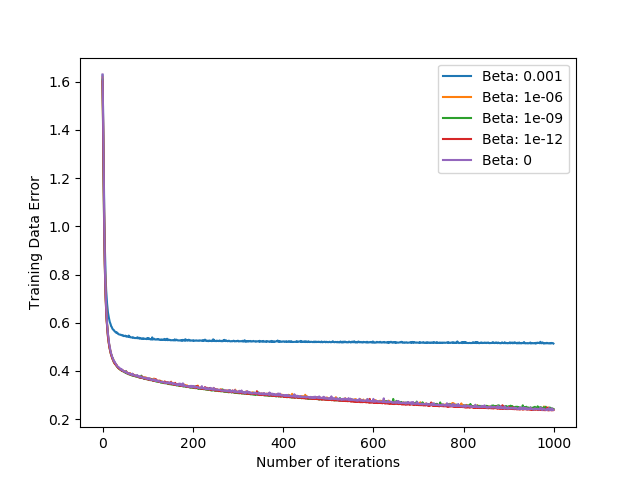 1.6
1.4
1.2
1.0
0.8
0.6
0.4
0.2
Training Data Error
Beta: 0.001
Beta: 1e-06
Beta: 1e-09
Beta: 1e-12
Beta: 0
0 200 400 600 800 1000
Number of iterations